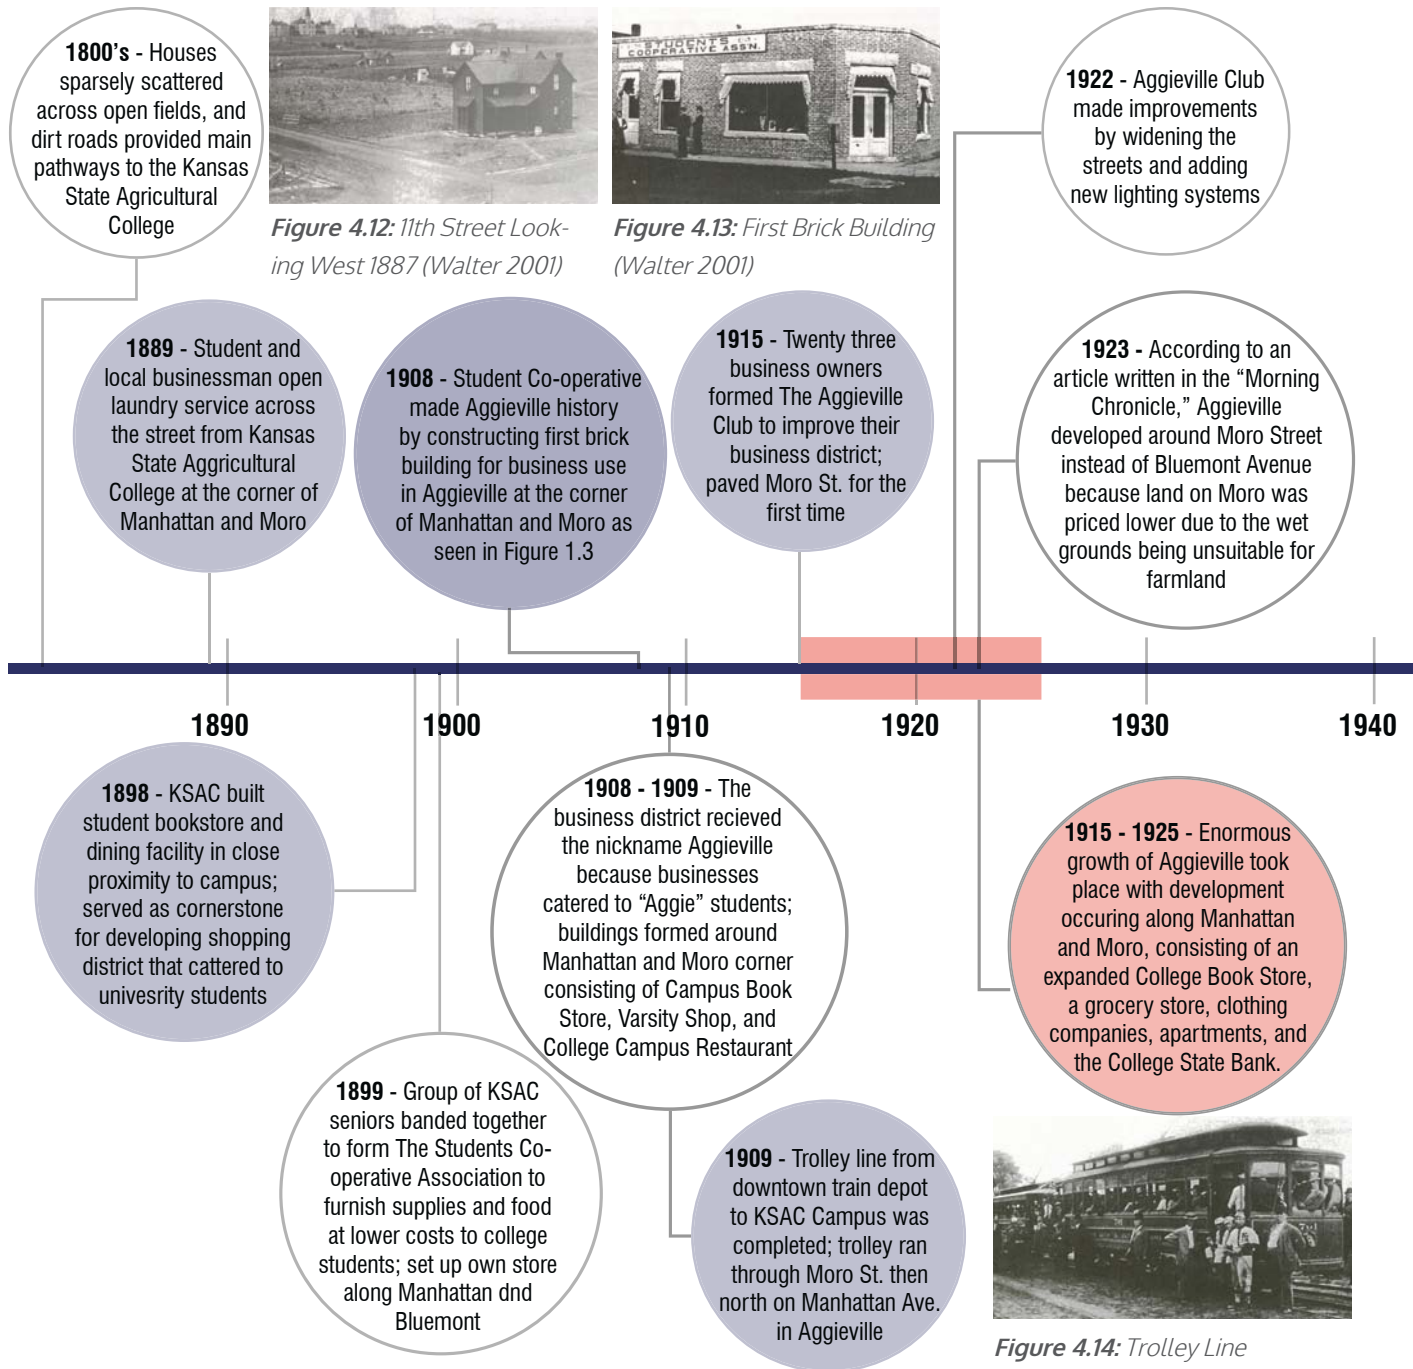 1800's - Houses
sparsely scattered
across open fields, and
dirt roads provided main
pathways to the Kansas
State Agricultural
College
STUDENTS
COOPERATIVE ASSN.
Figure 4.12: 11th Street Look-
ing West 1887 (Walter 2001)
Figure 4.13: First Brick Building
(Walter 2001)
1922 - Aggieville Club
made improvements
by widening the
streets and adding
new lighting systems
1889 - Student and
local businessman open
laundry service across
the street from Kansas
State Aggricultural
College at the corner of
Manhattan and Moro
1908 - Student Co-operative
made Aggieville history
by constructing first brick
building for business use
in Aggieville at the corner
of Manhattan and Moro as
seen in Figure 1.3
1915 - Twenty three
business owners
formed The Aggieville
Club to improve their
business district;
paved Moro St. for the
first time
1923 - According to an
article written in the “Morning
Chronicle,” Aggieville
developed around Moro Street
instead of Bluemont Avenue
because land on Moro was
priced lower due to the wet
grounds being unsuitable for
farmland
1890
1900
1910
1920
1930
1940
1898 - KSAC built
student bookstore and
dining facility in close
proximity to campus;
served as cornerstone
for developing shopping
district that cattered to
univesrity students
1899 - Group of KSAC
seniors banded together
to form The Students Co-
operative Association to
furnish supplies and food
at lower costs to college
students; set up own store
along Manhattan dnd
Bluemont
1908 - 1909 - The
business district recieved
the nickname Aggieville
because businesses
catered to “Aggie” students;
buildings formed around
Manhattan and Moro corner
consisting of Campus Book
Store, Varsity Shop, and
College Campus Restaurant
1909 - Trolley line from
downtown train depot
to KSAC Campus was
completed; trolley ran
through Moro St. then
north on Manhattan Ave.
in Aggieville
1915 - 1925 - Enormous
growth of Aggieville took
place with development
occuring along Manhattan
and Moro, consisting of an
expanded College Book Store,
a grocery store, clothing
companies, apartments, and
the College State Bank.
Figure 4.14: Trolley Line